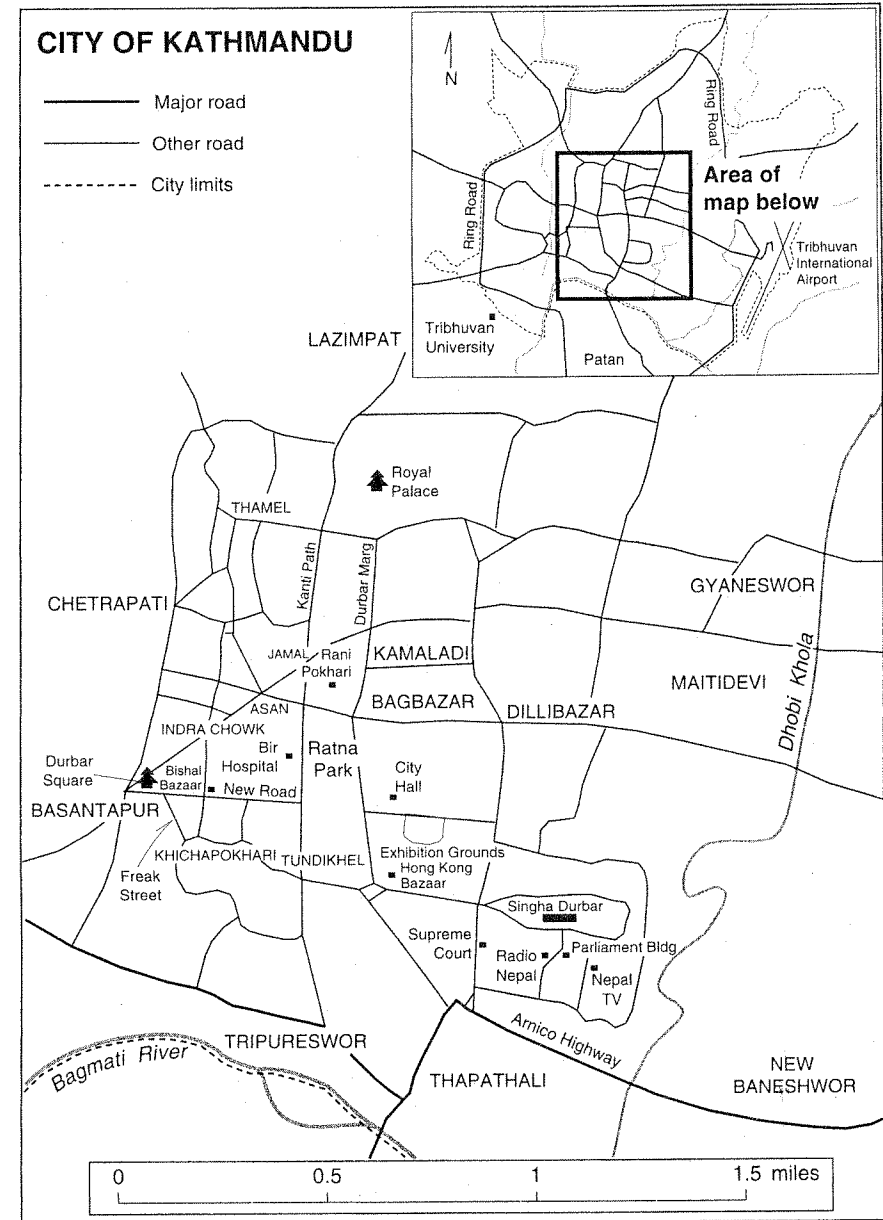 CITY OF KATHMANDU
Major road
Other road
City limits
N
Ring Road
Ring Road
Area of
map below
Tribhuvan
International
Airport
Tribhuvan
University
Patan
LAZIMPAT
Royal
Palace
THAMEL
Kanti Path
Durbar Marg
CHETRAPATI
GYANESWOR
JAMAL
Rani
Pokhari
KAMALADI
MAITIDEVI
Dhobi Khola
ASAN
BAGBAZAR
DILLIBAZAR
INDRA CHOWK
Bir
Hospital
Ratna
Park
Durbar
Square
Bishal
Bazaar
New Road
City
Hall
BASANTAPUR
KHICHAPOKHARI
TUNDIKHEL
Exhibition Grounds
Hong Kong
Bazaar
Freak
Street
Singha Durbar
Supreme
Court
Radio
Nepal
Parliament Bldg
Nepal
TV
Arnico Highway
TRIPURESWOR
Bagmati River
THAPATHALI
NEW
BANESHWOR
0 0.5 1 1.5 miles